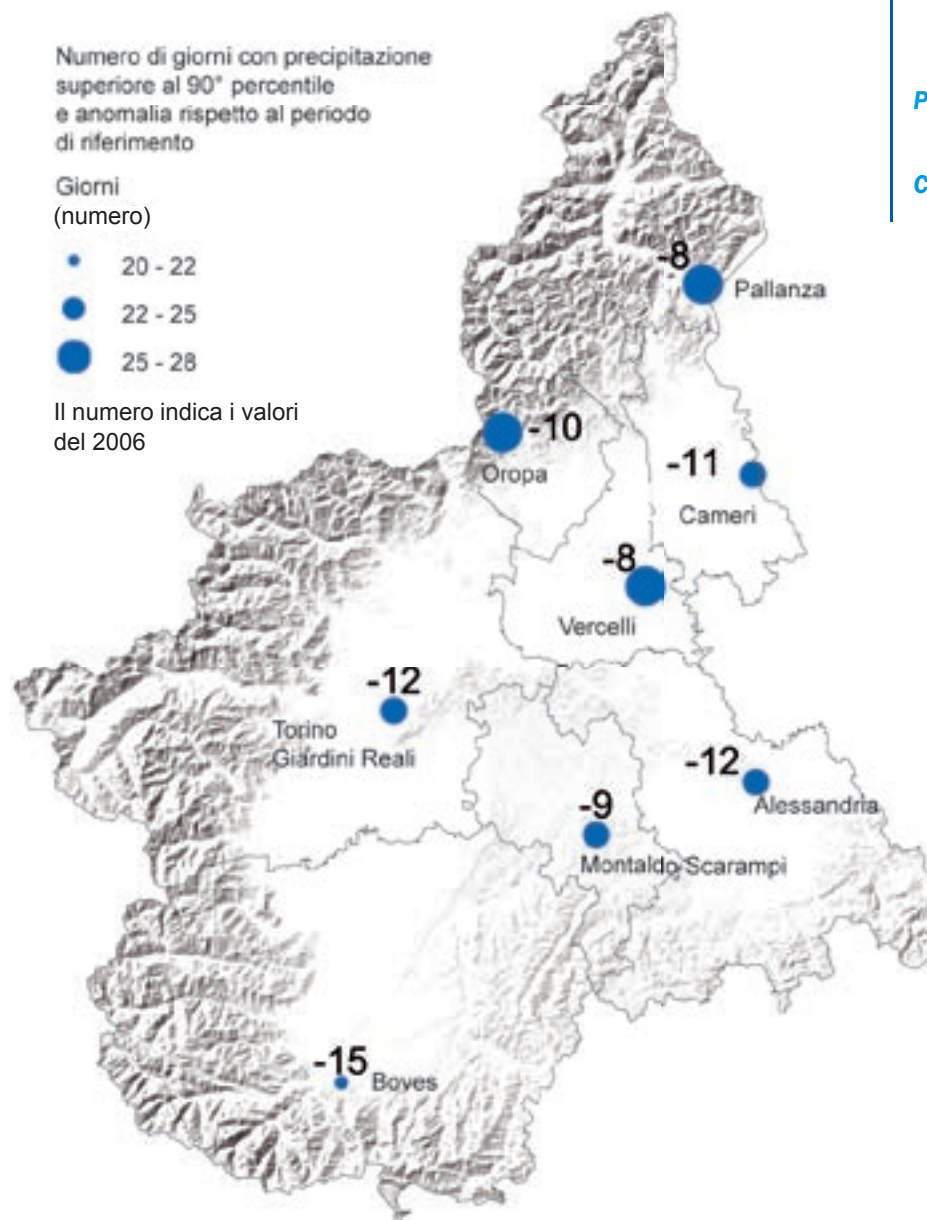 Numero di giorni con precipitazione
superiore al 90° percentile
e anomalia rispetto al periodo
di riferimento
Giorni
(numero)
20 - 22
22 - 25
25 - 28
Il numero indica i valori
del 2006
P
C
-8
Pallanza
-10
Oropa
-11
Cameri
-8
Vercelli
-12
Torino
Giardini Reali
-12
Alessandria
-9
Montaldo Scarampi
-15
Boves